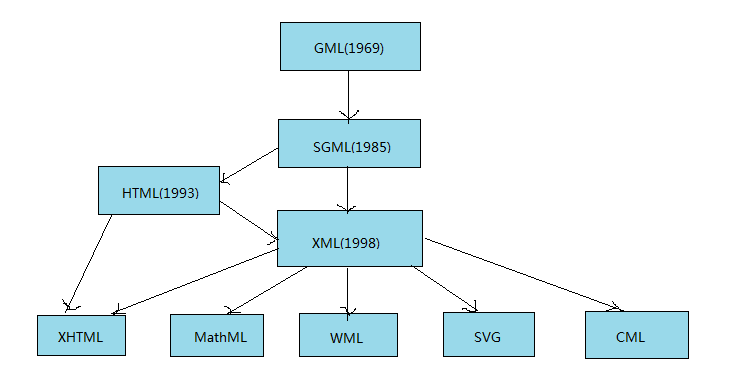 GML(1969)
SGML(1985)
HTML(1993)
XML(1998)
XHTML
MathML
WML
SVG
CML